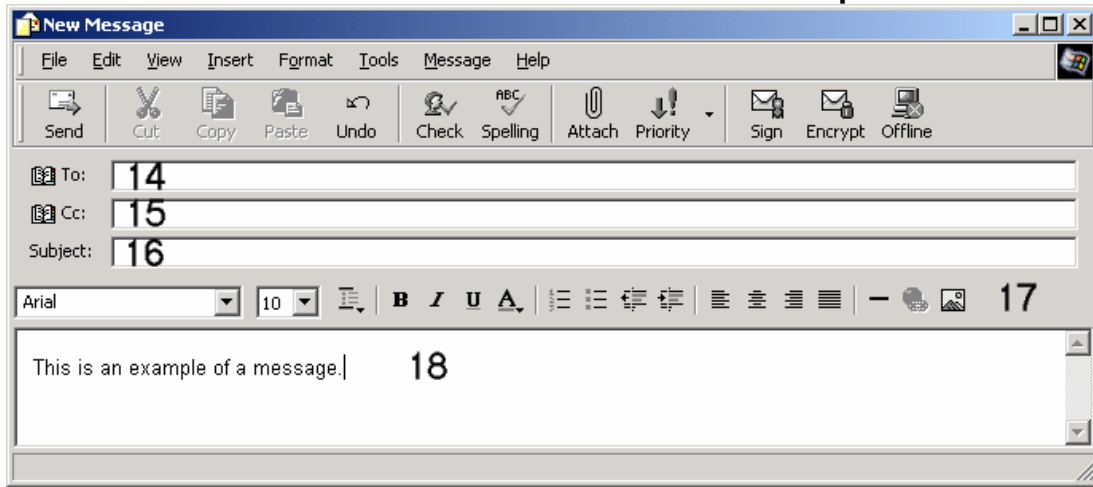 New Message
File Edit View Insert Format Tools Message Help
ABC
Send Cut Copy Paste Undo Check Spelling Attach Priority Sign Encrypt Offline
To: 14
Cc: 15
Subject: 16
Arial 10 B I U A 17
This is an example of a message. 18